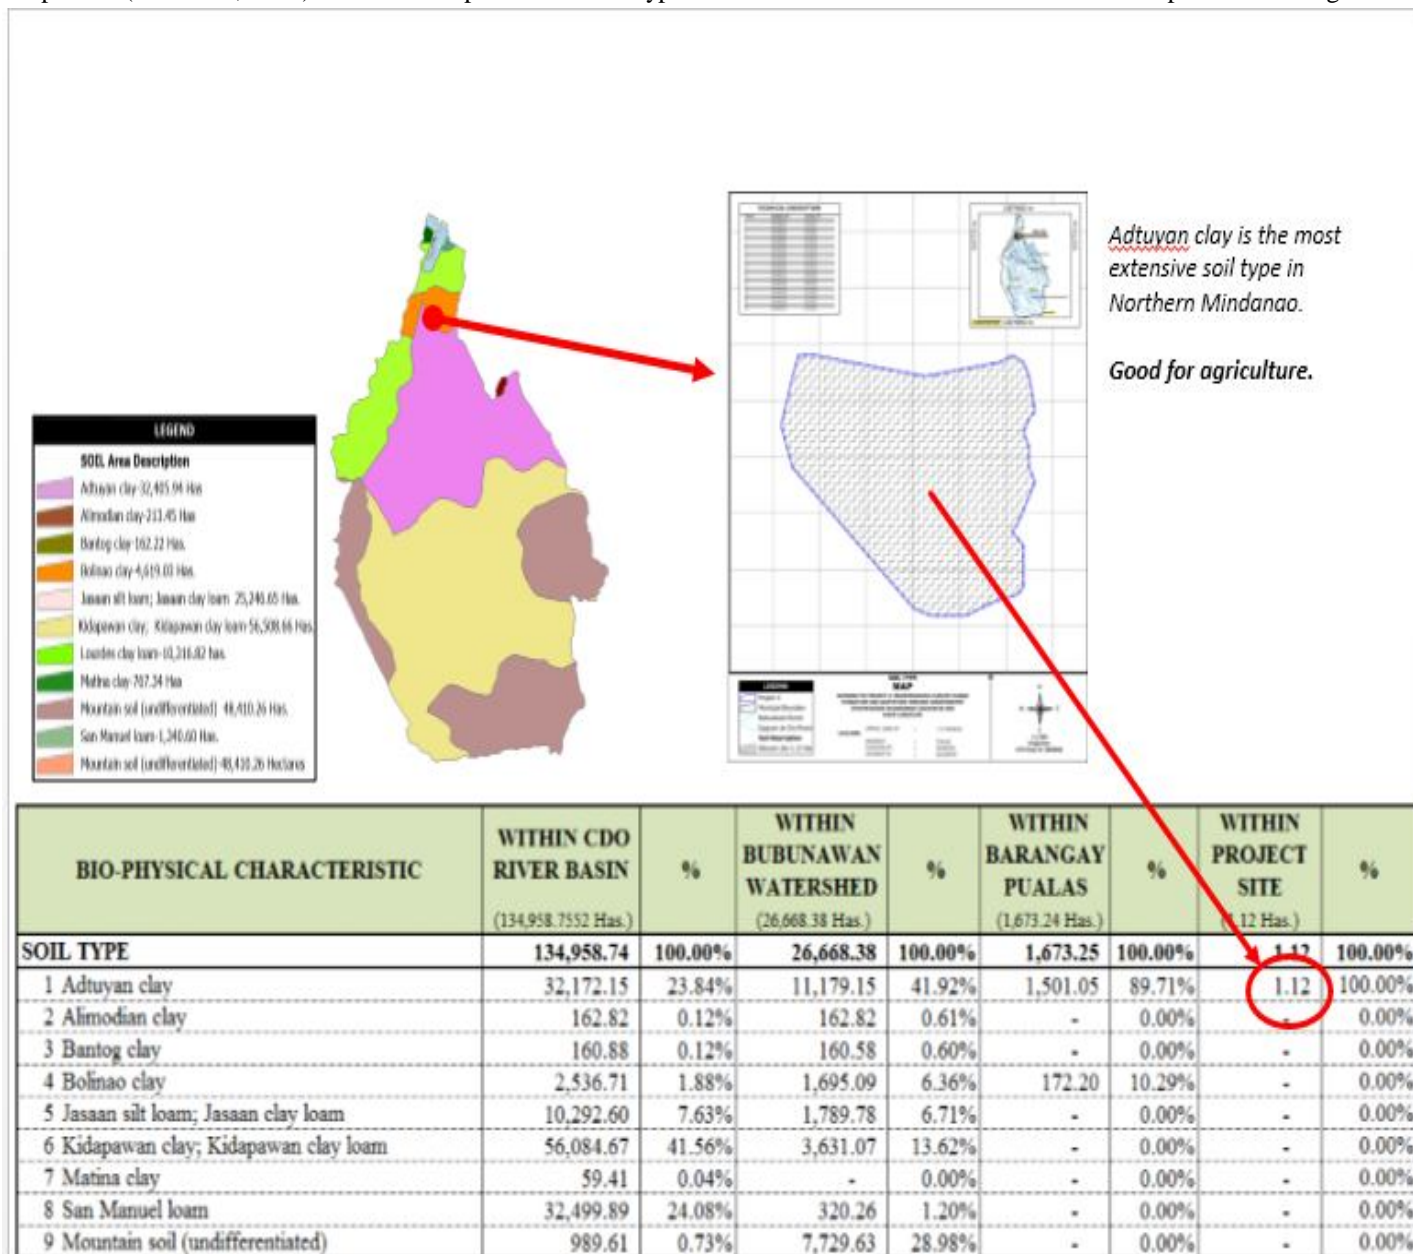 Adtuyan clay is the most
extensive soil type in
Northern Mindanao.
Good for agriculture.
LEGEND
SOIL Area Description
Adtuyan clay-32,405.94 Has
Alimodian clay-213.45 Has
Bantog clay-162.22 Has.
Bolinao clay-4,619.03 Has.
Jasaan silt loam; Jasaan clay loam 25,246.65 Has.
Kidapawan clay; Kidapawan clay loam 56,508.66 Has.
Lourdes clay loam-10,316.82 has.
Matina clay-707.34 Has
Mountain soil (undifferentiated) 48,410.26 Has.
San Manuel loam-1,240.60 Has.
Mountain soil (undifferentiated)-48,410.26 Hectares
LEGEND
MAP
BIO-PHYSICAL CHARACTERISTIC WITHIN CDO RIVER BASIN (134,958.7552 Has.) % WITHIN BUBUNAWAN WATERSHED (26,668.38 Has.) % WITHIN BARANGAY PUALAS (1,673.24 Has.) % WITHIN PROJECT SITE 12 Has.) %
SOIL TYPE 134,958.74 100.00% 26,668.38 100.00% 1,673.25 100.00% 1.12 100.00%
1 Adtuyan clay 32,172.15 23.84% 11,179.15 41.92% 1,501.05 89.71% 1.12 100.00%
2 Alimodian clay 162.82 0.12% 162.82 0.61% - 0.00% - 0.00%
3 Bantog clay 160.88 0.12% 160.58 0.60% - 0.00% - 0.00%
4 Bolinao clay 2,536.71 1.88% 1,695.09 6.36% 172.20 10.29% - 0.00%
5 Jasaan silt loam; Jasaan clay loam 10,292.60 7.63% 1,789.78 6.71% - 0.00% - 0.00%
6 Kidapawan clay; Kidapawan clay loam 56,084.67 41.56% 3,631.07 13.62% - 0.00% - 0.00%
7 Matina clay 59.41 0.04% - 0.00% - 0.00% - 0.00%
8 San Manuel loam 32,499.89 24.08% 320.26 1.20% - 0.00% - 0.00%
9 Mountain soil (undifferentiated) 989.61 0.73% 7,729.63 28.98% - 0.00% - 0.00%